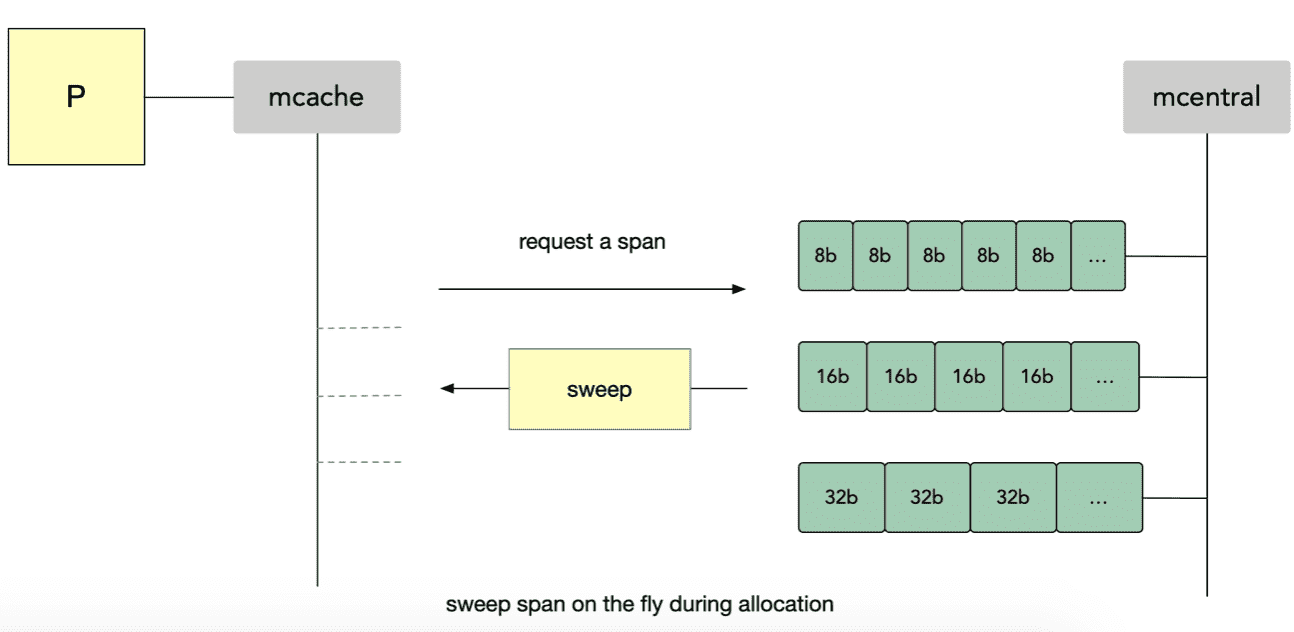 P
mcache
mcentral
request a span
8b 8b 8b 8b 8b ...
sweep
16b 16b 16b 16b ...
32b 32b 32b ...
sweep span on the fly during allocation